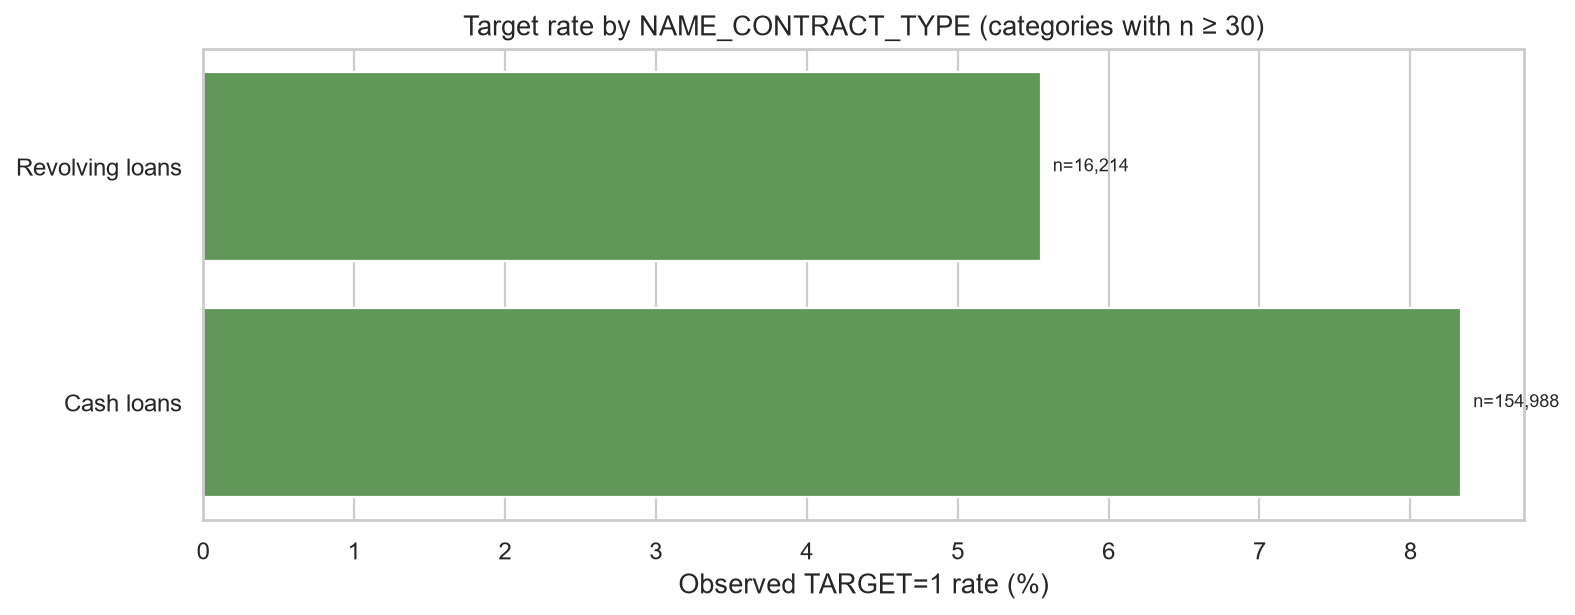 Target rate by NAME_CONTRACT_TYPE (categories with n ≥ 30)
Revolving loans
n=16,214
Cash loans
n=154,988
0 1 2 3 4 5 6 7 8
Observed TARGET=1 rate (%)